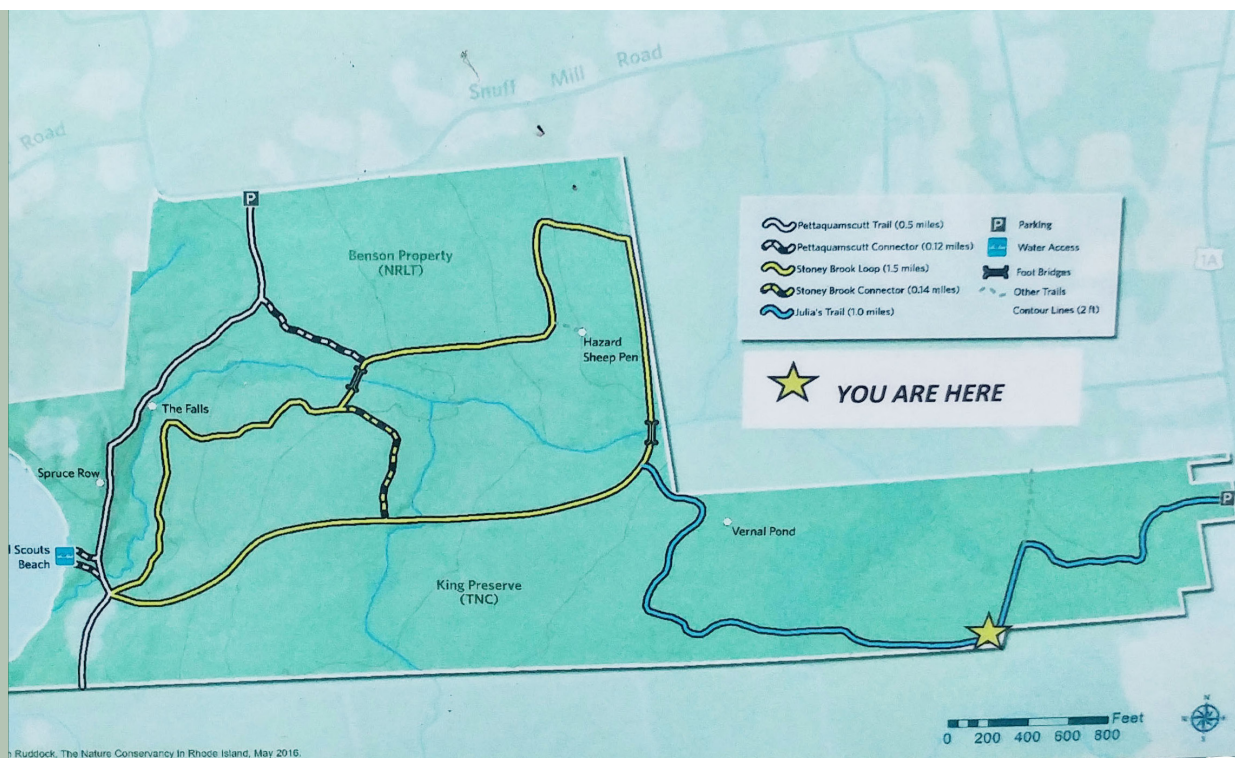 Snuff Mill Road
Road
P
Benson Property
(NRLT)
Pettaquamscutt Trail (0.5 miles)
Pettaquamscutt Connector (0.12 miles)
Stoney Brook Loop (1.5 miles)
Stoney Brook Connector (0.14 miles)
Julia's Trail (1.0 miles)
P Parking
Water Access
Foot Bridges
Other Trails
Contour Lines (2 ft)
1A
Hazard
Sheep Pen
YOU ARE HERE
The Falls
Spruce Row
P
Vernal Pond
l Scouts
Beach
King Preserve
(TNC)
Feet
0 200 400 600 800
N
W E
S
Ruddock, The Nature Conservancy in Rhode Island, May 2016.